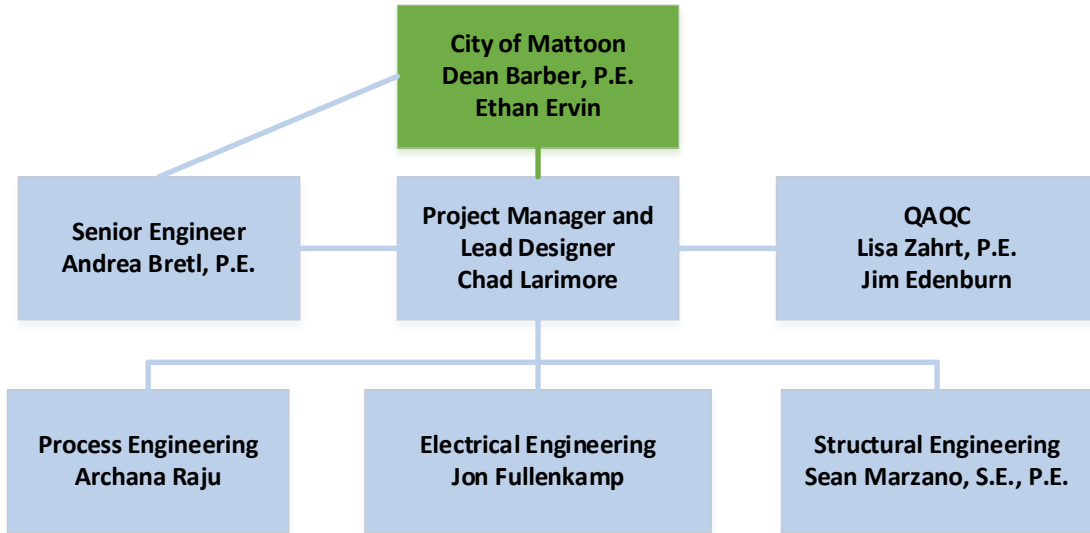 City of Mattoon
Dean Barber, P.E.
Ethan Ervin
Senior Engineer
Andrea Bretl, P.E.
Project Manager and
Lead Designer
Chad Larimore
QAQC
Lisa Zahrt, P.E.
Jim Edenburn
Process Engineering
Archana Raju
Electrical Engineering
Jon Fullenkamp
Structural Engineering
Sean Marzano, S.E., P.E.